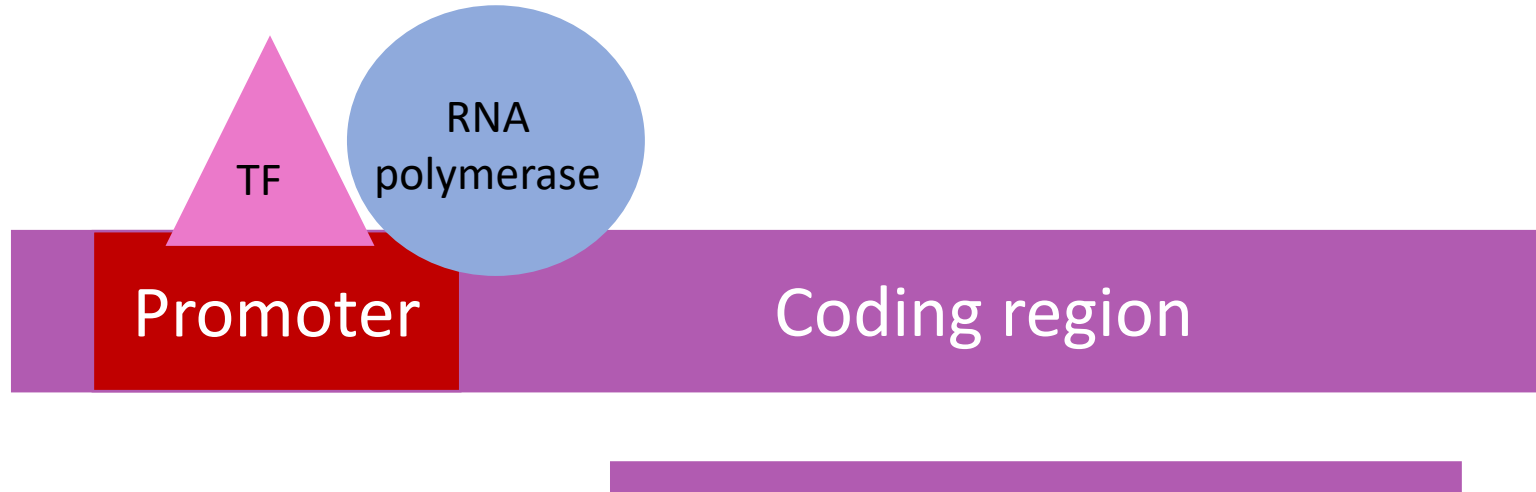 RNA
polymerase
TF
Promoter
Coding region